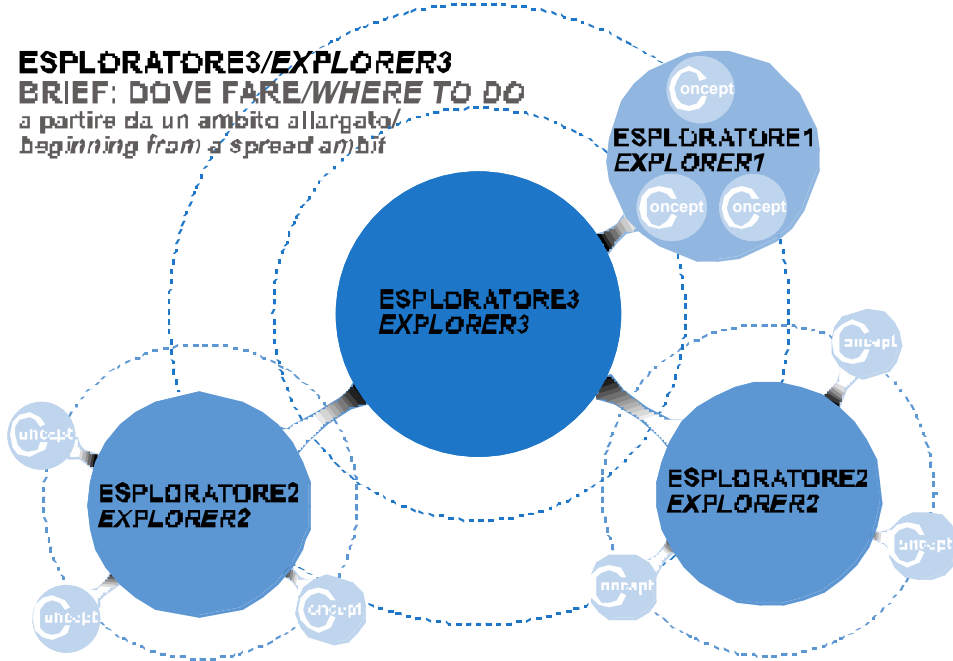 ESPLORATORE3/EXPLORER3
BRIEF: DOVE FARE/WHERE TO DO
a partire da un ambito allargato/
beginning from a spread ambit
Concept
ESPLORATORE1
EXPLORER1
Concept
Concept
ESPLORATORE3
EXPLORER3
Concept
Concept
ESPLORATORE2
EXPLORER2
ESPLORATORE2
EXPLORER2
Concept
Concept
Concept
Concept